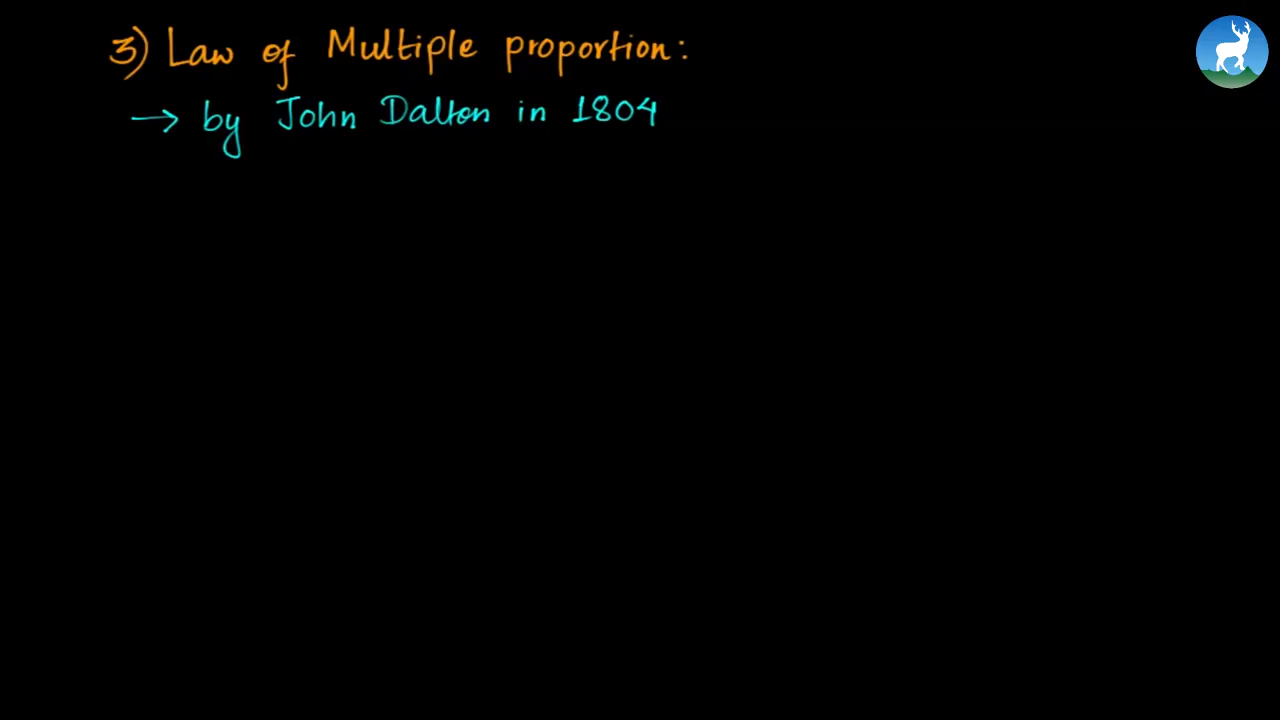 3) Law of Multiple proportion:
→ by John Dalton in 1804